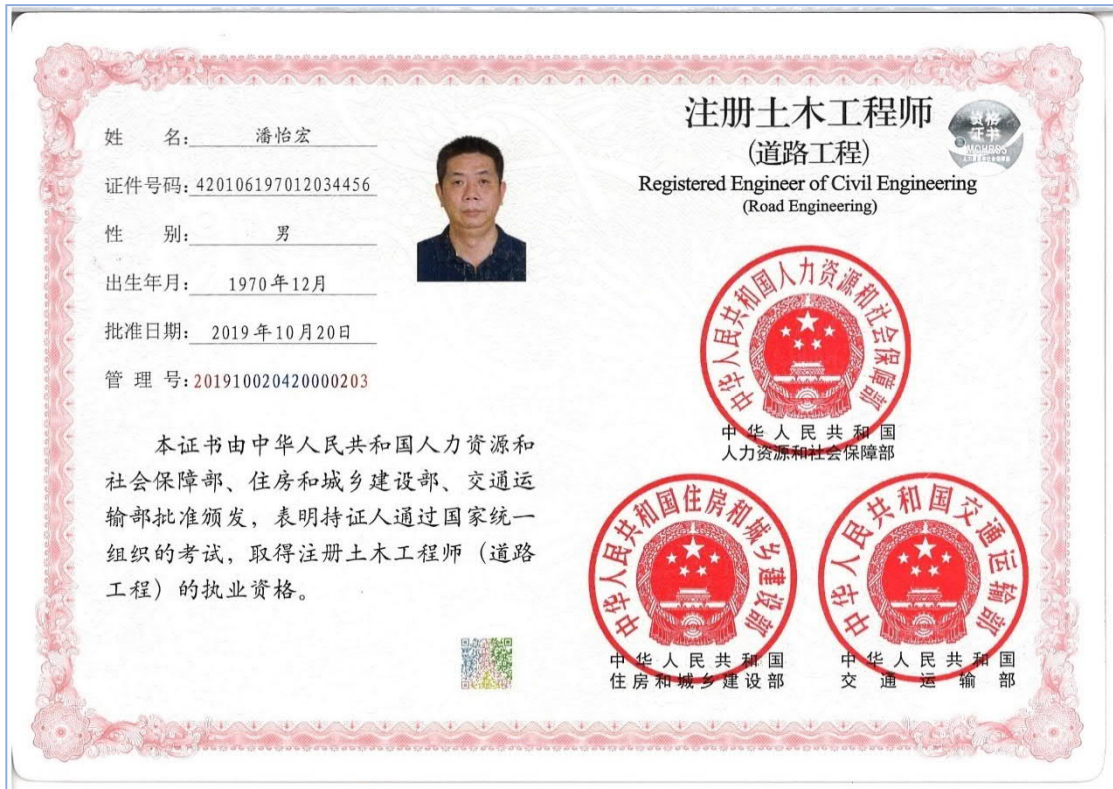 姓 名: 潘怡宏
证件号码: 420106197012034456
性 别: 男
出生年月: 1970年12月
批准日期: 2019年10月20日
管 理 号: 201910020420000203
本证书由中华人民共和国人力资源和
社会保障部、住房和城乡建设部、交通运
输部批准颁发，表明持证人通过国家统一
组织的考试，取得注册土木工程师（道路
工程）的执业资格。
注册土木工程师
(道路工程)
Registered Engineer of Civil Engineering
(Road Engineering)
资格
证书
MOHRSS
中华人民共和国人力资源和社会保障部
中华人民共和国
人力资源和社会保障部
中华人民共和国住房和城乡建设部
中华人民共和国
住房和城乡建设部
中华人民共和国交通运输部
中华人民共和国
交通运输部